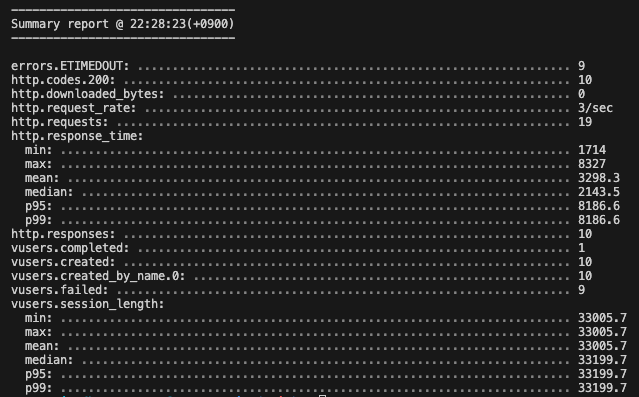 --------------------------------
Summary report @ 22:28:23(+0900)
--------------------------------
errors.ETIMEDOUT: .............................................................. 9
http.codes.200: ................................................................ 10
http.downloaded_bytes: ......................................................... 0
http.request_rate: ............................................................. 3/sec
http.requests: ................................................................. 19
http.response_time:
  min: ......................................................................... 1714
  max: ......................................................................... 8327
  mean: ........................................................................ 3298.3
  median: ...................................................................... 2143.5
  p95: ......................................................................... 8186.6
  p99: ......................................................................... 8186.6
http.responses: ................................................................ 10
vusers.completed: .............................................................. 1
vusers.created: ................................................................ 10
vusers.created_by_name.0: ...................................................... 10
vusers.failed: ................................................................. 9
vusers.session_length:
  min: ......................................................................... 33005.7
  max: ......................................................................... 33005.7
  mean: ........................................................................ 33005.7
  median: ...................................................................... 33199.7
  p95: ......................................................................... 33199.7
  p99: ......................................................................... 33199.7